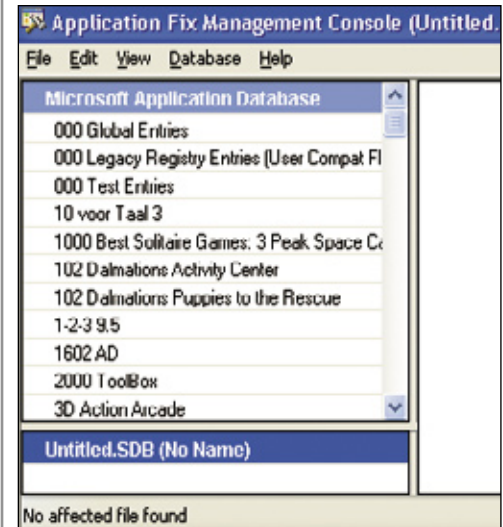 Application Fix Management Console (Untitled.
File Edit View Database Help
Microsoft Application Database
000 Global Entries
000 Legacy Registry Entries (User Compat Fl
000 Test Entries
10 voor Taal 3
1000 Best Solitaire Games: 3 Peak Space Ca
102 Dalmations Activity Center
102 Dalmations Puppies to the Rescue
1-2-3 9.5
1602 AD
2000 ToolBox
3D Action Arcade
Untitled.SDB (No Name)
No affected file found